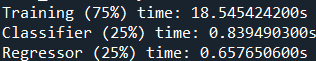 Training (75%) time: 18.545424200s
Classifier (25%) time: 0.839490300s
Regressor (25%) time: 0.657650600s